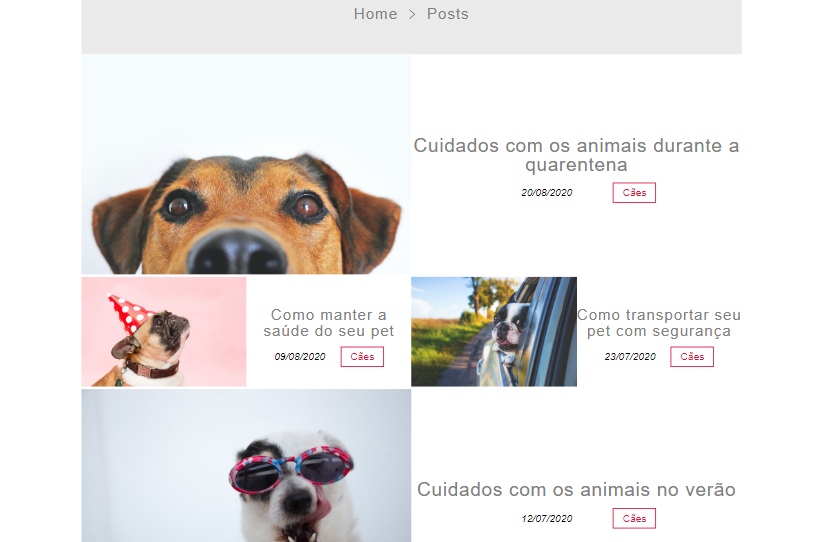 Home > Posts
Cuidados com os animais durante a
quarentena
20/08/2020 Cães
Como manter a
saúde do seu pet
09/08/2020 Cães
Como transportar seu
pet com segurança
23/07/2020 Cães
Cuidados com os animais no verão
12/07/2020 Cães